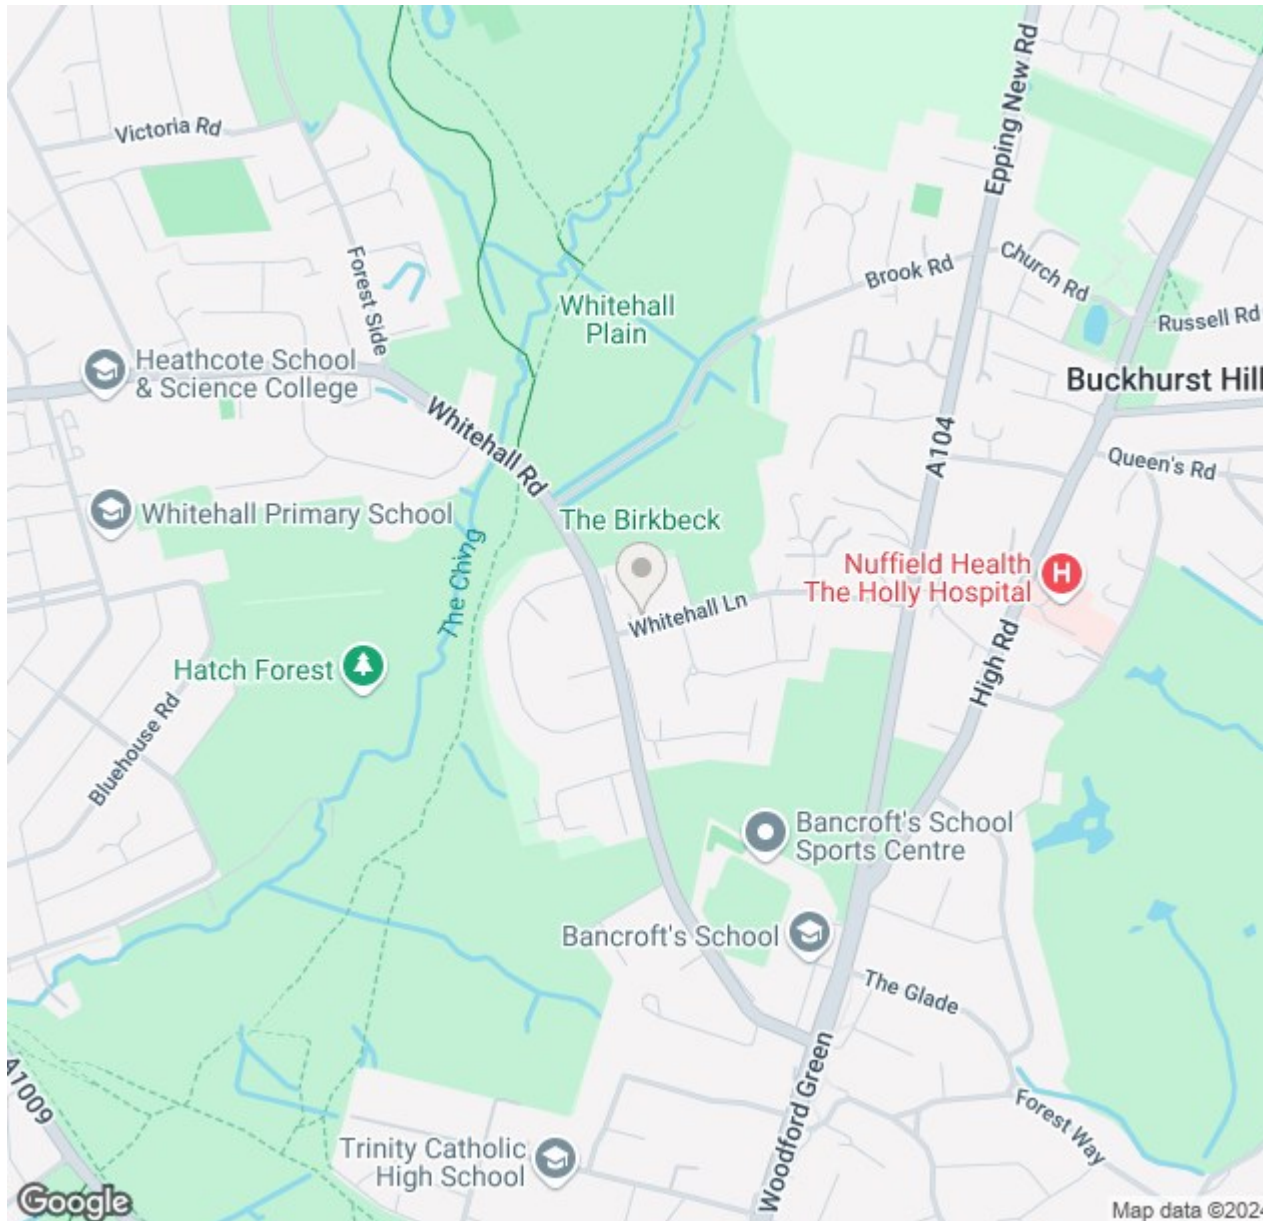 Epping New Rd
Victoria Rd
Forest Side
Brook Rd
Church Rd
Whitehall
Plain
Russell Rd
Heathcote School
& Science College
Buckhurst Hill
Whitehall Rd
A104
Queen's Rd
Whitehall Primary School
The Birkbeck
The Ching
Nuffield Health
The Holly Hospital
H
Whitehall Ln
Hatch Forest
High Rd
Bluehouse Rd
Bancroft's School
Sports Centre
Bancroft's School
The Glade
A1009
Woodford Green
Forest Way
Trinity Catholic
High School
Google
Map data ©2024